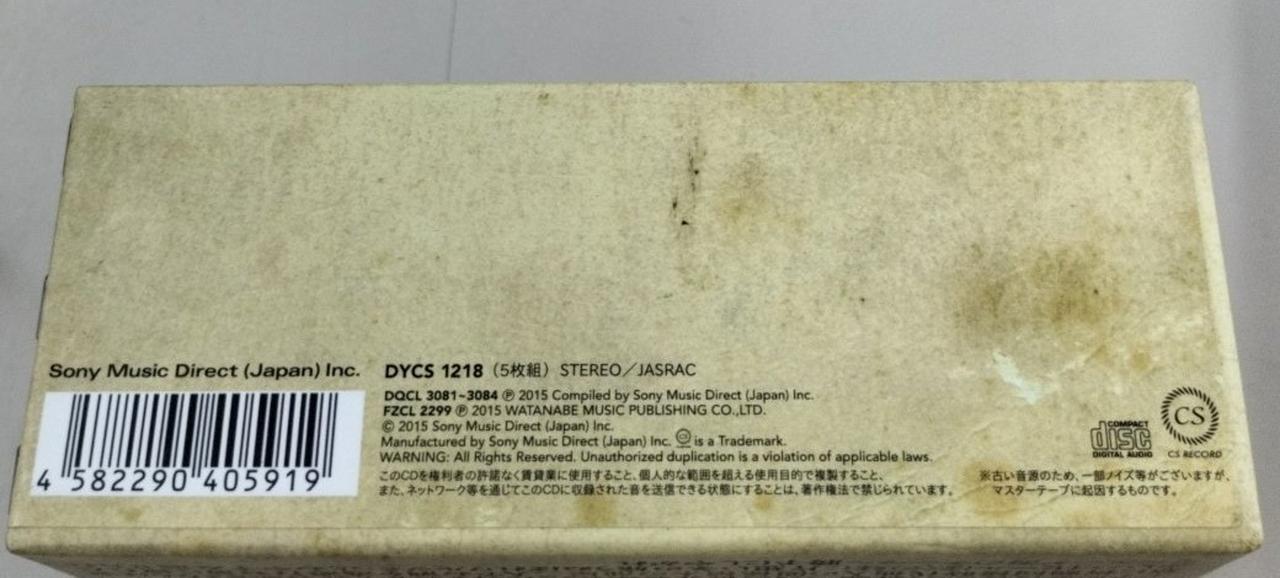 Sony Music Direct (Japan) Inc.
DYCS 1218（5枚組）STEREO／JASRAC
DQCL 3081~3084 Ⓟ 2015 Compiled by Sony Music Direct (Japan) Inc.
FZCL 2299 Ⓟ 2015 WATANABE MUSIC PUBLISHING CO.,LTD.
© 2015 Sony Music Direct (Japan) Inc.
Manufactured by Sony Music Direct (Japan) Inc. is a Trademark.
WARNING: All Rights Reserved. Unauthorized duplication is a violation of applicable laws.
このCDを権利者の許諾なく賃貸業に使用すること、個人的な範囲を超える使用目的で複製すること、
また、ネットワーク等を通じてこのCDに収録された音を送信できる状態にすることは、著作権法で禁じられています。
4 582290 405919
COMPACT
disc
DIGITAL AUDIO
CS
CS RECORD
※古い音源のため、一部ノイズ等がございますが、
マスターテープに起因するものです。